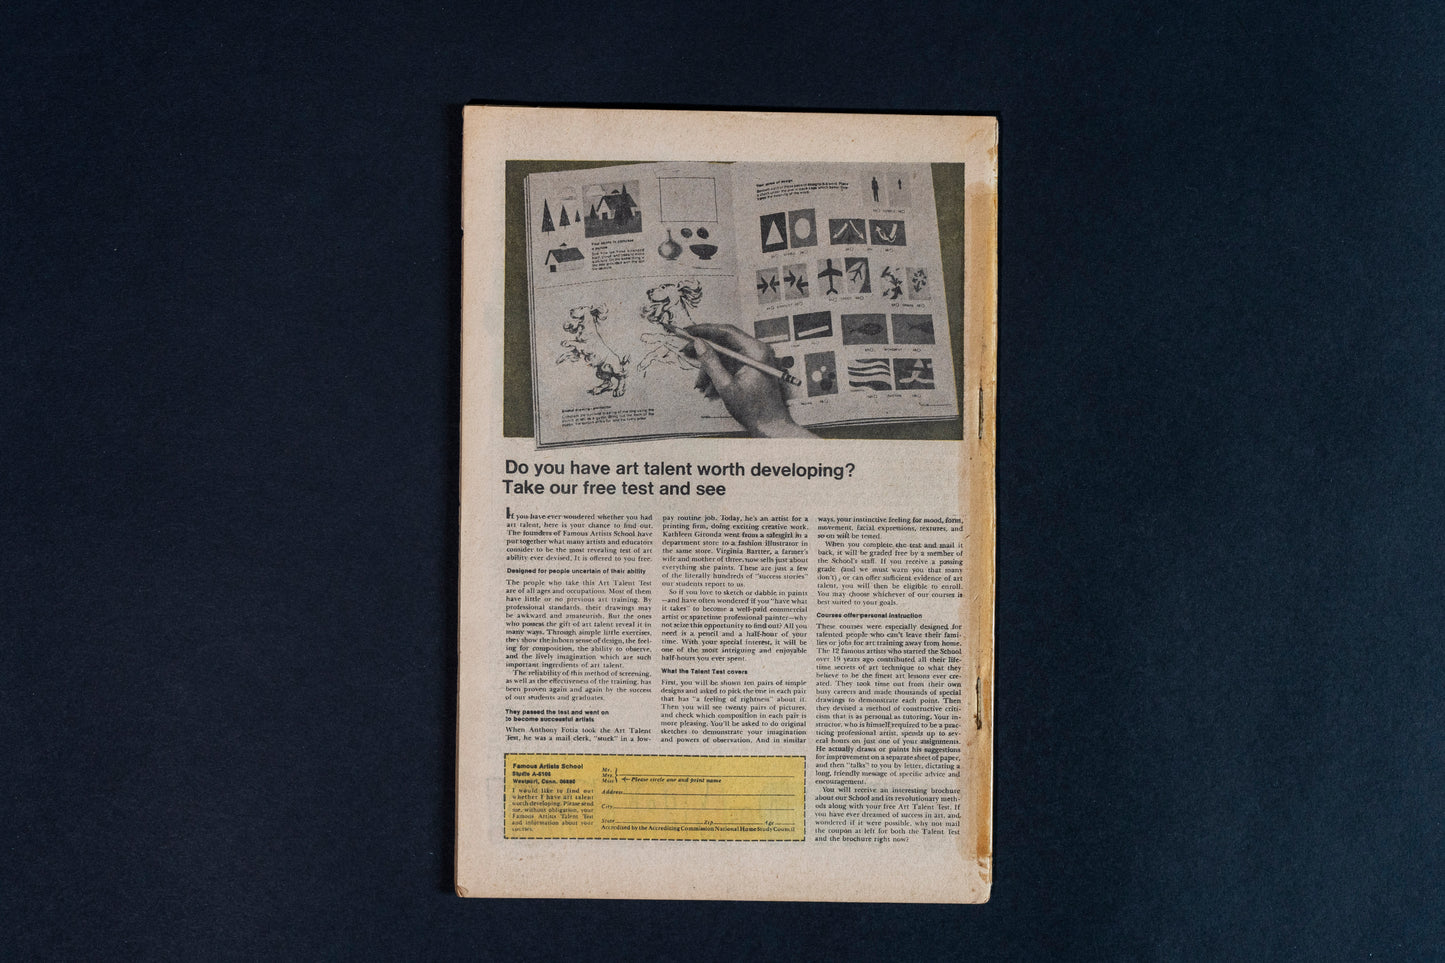 Do you have art talent worth developing?
Take our free test and see
If you have ever wondered whether you had
art talent, here is your chance to find out.
The founders of Famous Artists School have
put together what many artists and educators
consider to be the most revealing test of art
ability ever devised. It is offered to you free.
Designed for people uncertain of their ability
The people who take this Art Talent Test
are of all ages and occupations. Most of them
have little or no previous art training. By
professional standards, their drawings may
be awkward and amateurish. But the ones
who possess the gift of art talent reveal it in
many ways. Through simple little exercises,
they show the inborn sense of design, the feel-
ing for composition, the ability to observe,
and the lively imagination which are such
important ingredients of art talent.
The reliability of this method of screening,
as well as the effectiveness of the training, has
been proven again and again by the success
of our students and graduates.
They passed the test and went on
to become successful artists
When Anthony Fotia took the Art Talent
Test, he was a mail clerk, "stuck" in a low-
pay routine job. Today, he's an artist for a
printing firm, doing exciting creative work.
Kathleen Gironda went from a salesgirl in a
department store to a fashion illustrator in
the same store. Virginia Bartter, a farmer's
wife and mother of three, now sells just about
everything she paints. These are just a few
of the literally hundreds of "success stories"
our students report to us.
So if you love to sketch or dabble in paints
—and have often wondered if you "have what
it takes" to become a well-paid commercial
artist or sparetime professional painter—why
not seize this opportunity to find out? All you
need is a pencil and a half-hour of your
time. With your special interest, it will be
one of the most intriguing and enjoyable
half-hours you ever spent.
What the Talent Test covers
First, you will be shown ten pairs of simple
designs and asked to pick the one in each pair
that has "a feeling of rightness" about it.
Then you will see twenty pairs of pictures,
and check which composition in each pair is
more pleasing. You'll be asked to do original
sketches to demonstrate your imagination
and powers of observation. And in similar
ways, your instinctive feeling for mood, form,
movement, facial expressions, textures, and
so on will be tested.
When you complete the test and mail it
back, it will be graded free by a member of
the School's staff. If you receive a passing
grade (and we must warn you that many
don't), or can offer sufficient evidence of art
talent, you will then be eligible to enroll.
You may choose whichever of our courses is
best suited to your goals.
Courses offer personal instruction
These courses were especially designed for
talented people who can't leave their fami-
lies or jobs for art training away from home.
The 12 famous artists who started the School
over 19 years ago contributed all their life-
time secrets of art technique to what they
believe to be the finest art lessons ever cre-
ated. They took time out from their own
busy careers and made thousands of special
drawings to demonstrate each point. Then
they devised a method of constructive criti-
cism that is as personal as tutoring. Your in-
structor, who is himself required to be a prac-
ticing professional artist, spends up to sev-
eral hours on just one of your assignments.
He actually draws or paints his suggestions
for improvement on a separate sheet of paper,
and then "talks" to you by letter, dictating a
long, friendly message of specific advice and
encouragement.
You will receive an interesting brochure
about our School and its revolutionary meth-
ods along with your free Art Talent Test. If
you have ever dreamed of success in art, and
wondered if it were possible, why not mail
the coupon at left for both the Talent Test
and the brochure right now?
Famous Artists School
Studio
Westport, Conn. 06880
I would like to find out
whether I have art talent
worth developing. Please send
me, without obligation, your
Famous Artists Talent Test
and information about your
courses.
Mr.
Mrs.
Miss
Please circle one and print name
Address
City
State Zip Age
Accredited by the Accrediting Commission National Home Study Council